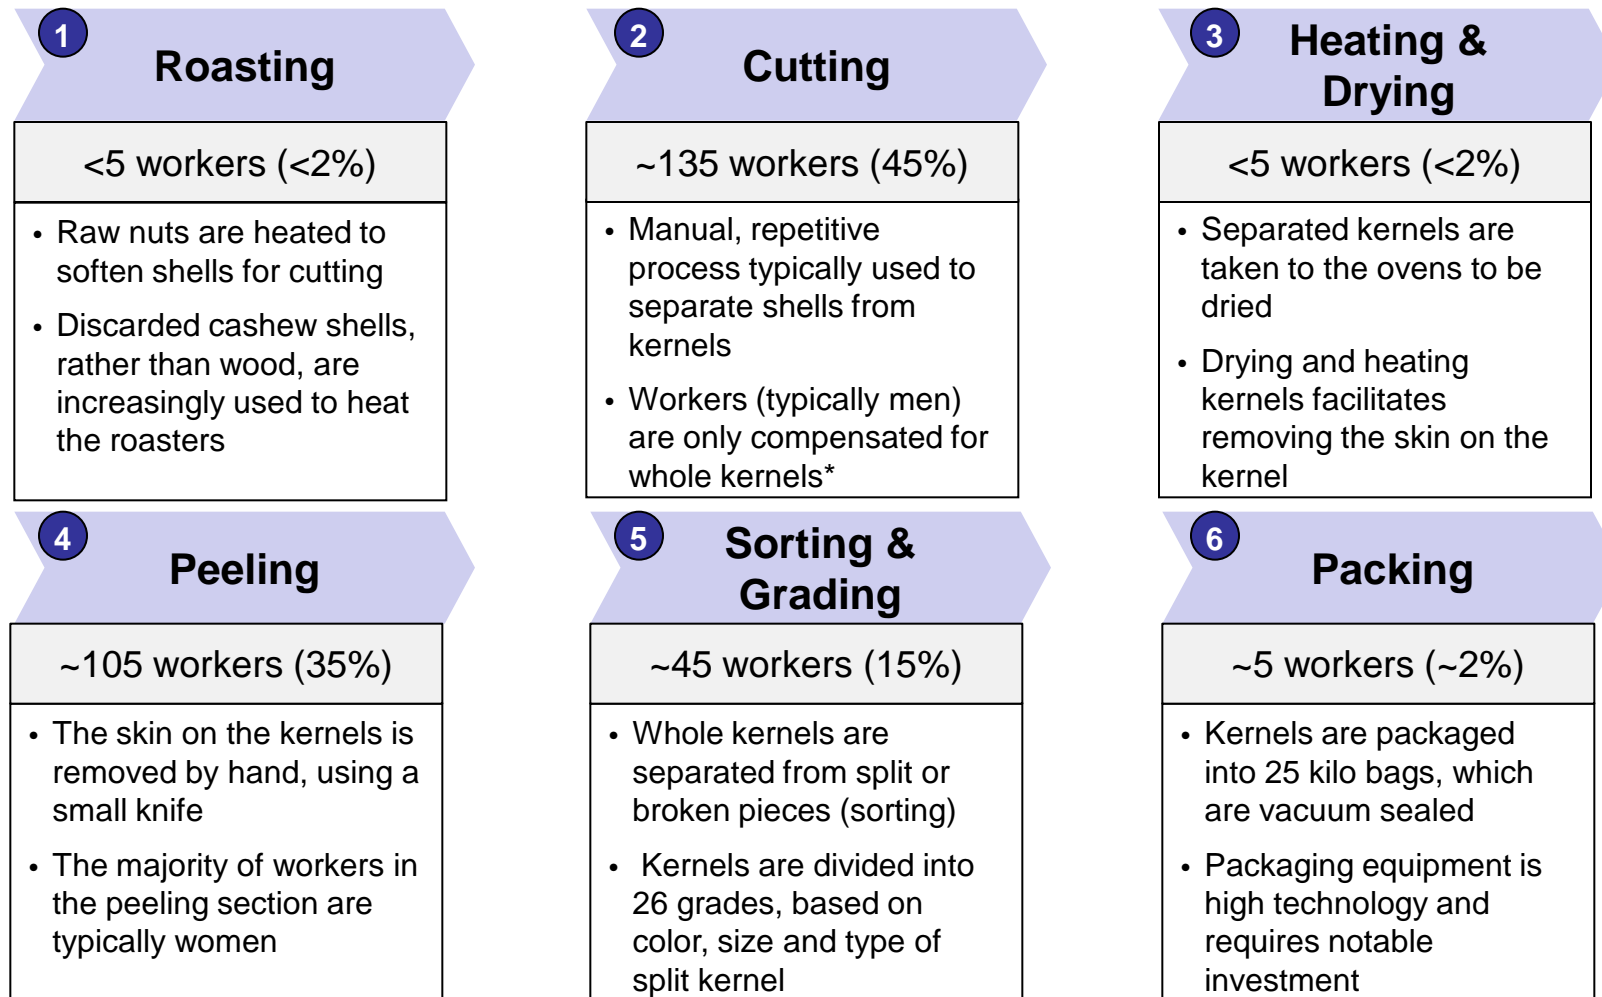 1
Roasting
<5 workers (<2%)
• Raw nuts are heated to
soften shells for cutting
• Discarded cashew shells,
rather than wood, are
increasingly used to heat
the roasters
2
Cutting
~135 workers (45%)
• Manual, repetitive
process typically used to
separate shells from
kernels
• Workers (typically men)
are only compensated for
whole kernels*
3
Heating &
Drying
<5 workers (<2%)
• Separated kernels are
taken to the ovens to be
dried
• Drying and heating
kernels facilitates
removing the skin on the
kernel
4
Peeling
~105 workers (35%)
• The skin on the kernels is
removed by hand, using a
small knife
• The majority of workers in
the peeling section are
typically women
5
Sorting &
Grading
~45 workers (15%)
• Whole kernels are
separated from split or
broken pieces (sorting)
• Kernels are divided into
26 grades, based on
color, size and type of
split kernel
6
Packing
~5 workers (~2%)
• Kernels are packaged
into 25 kilo bags, which
are vacuum sealed
• Packaging equipment is
high technology and
requires notable
investment